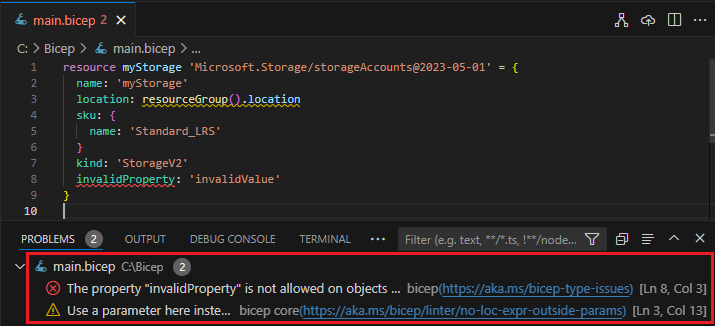 main.bicep 2 ×
C: > Bicep > main.bicep > ...
1 resource myStorage 'Microsoft.Storage/storageAccounts@2023-05-01' = {
2 name: 'myStorage'
3 location: resourceGroup().location
4 sku: {
5 name: 'Standard_LRS'
6 }
7 kind: 'StorageV2'
8 invalidProperty: 'invalidValue'
9 }
10
PROBLEMS 2 OUTPUT DEBUG CONSOLE TERMINAL ... Filter (e.g. text, **/*.ts, !**/node...
main.bicep C:\Bicep 2
The property "invalidProperty" is not allowed on objects ... bicep(https://aka.ms/bicep-type-issues) [Ln 8, Col 3]
Use a parameter here inste... bicep core(https://aka.ms/bicep/linter/no-loc-expr-outside-params) [Ln 3, Col 13]